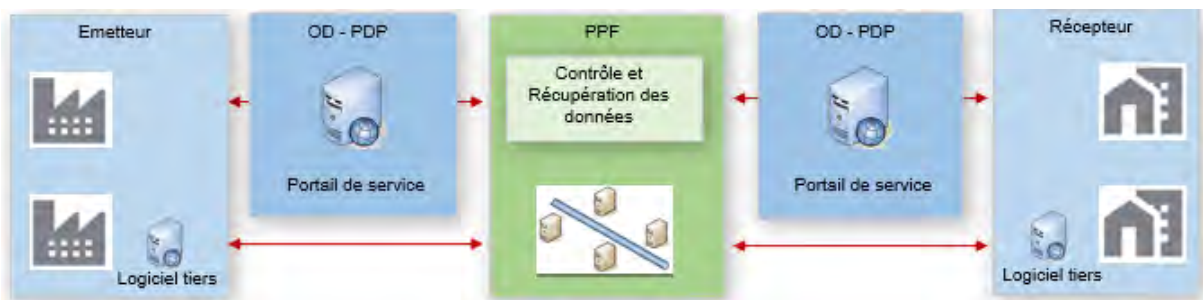 Emetteur
OD - PDP
PPF
OD - PDP
Récepteur
Contrôle et
Récupération des
données
Portail de service
Portail de service
Logiciel tiers
Logiciel tiers